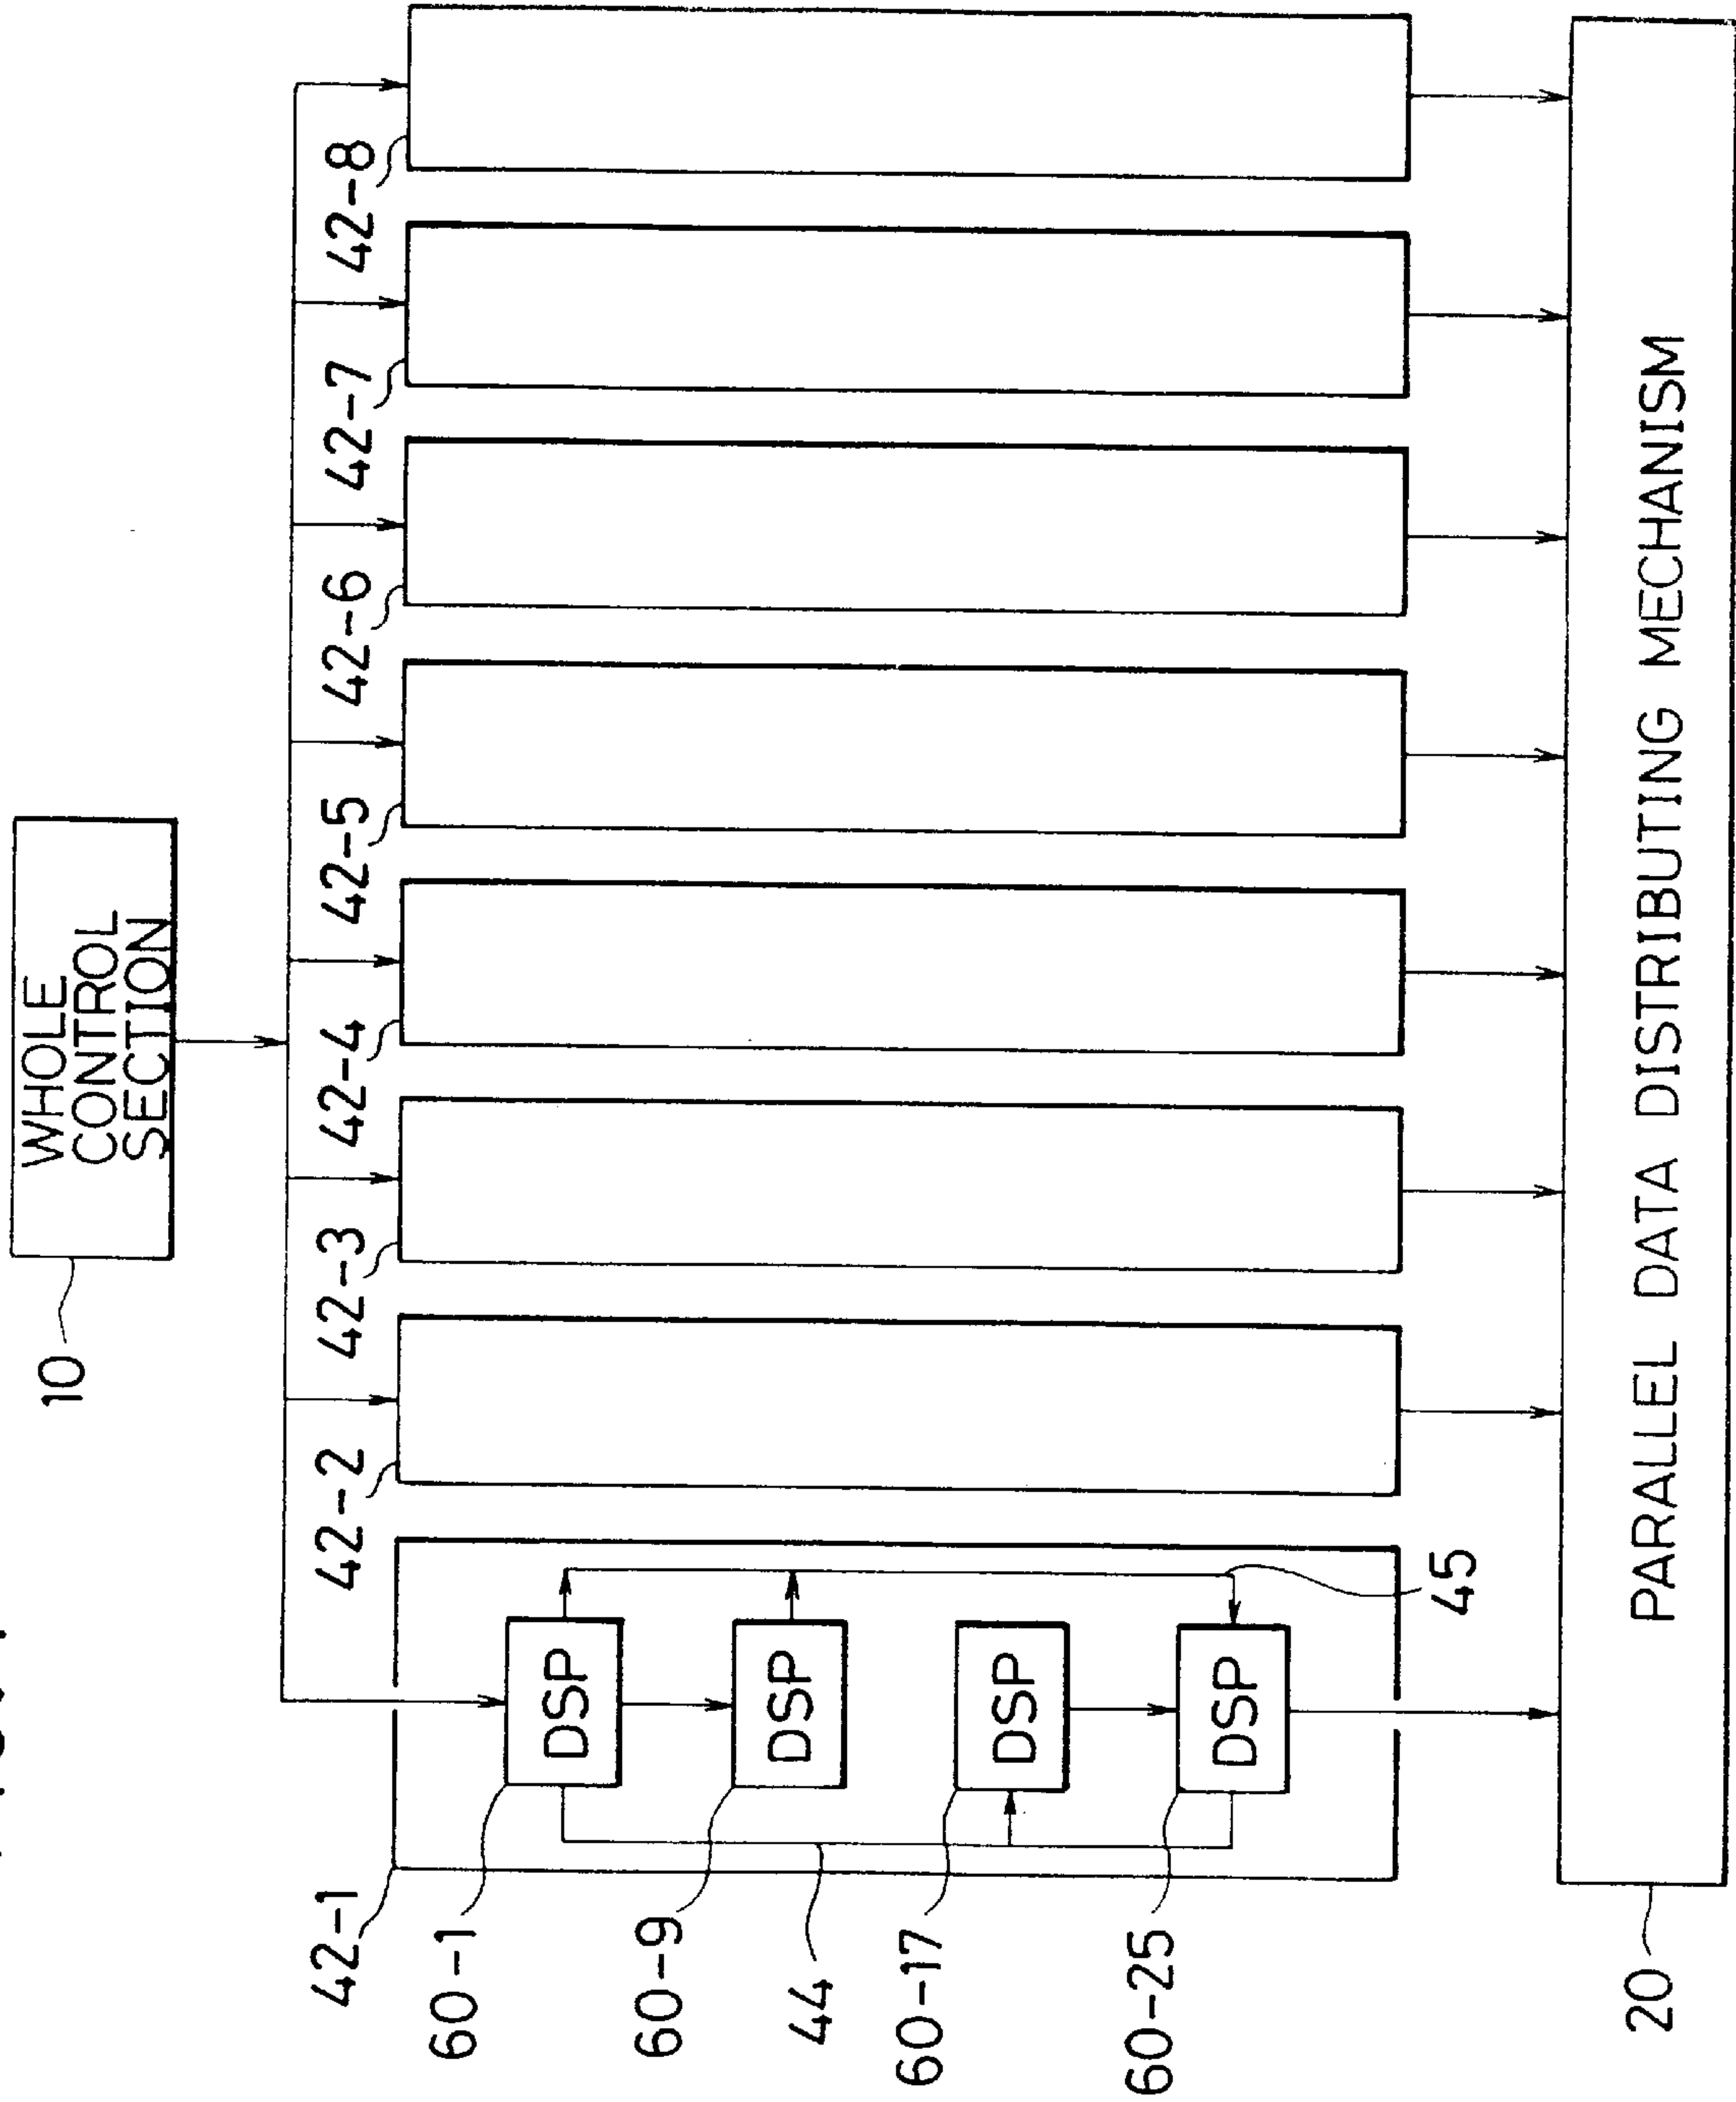 WHOLE
CONTROL
SECTION
10
42-1
42-2
42-3
42-4
42-5
42-6
42-7
42-8
60-1
DSP
60-9
DSP
44
60-17
DSP
60-25
DSP
45
20
PARALLEL DATA DISTRIBUTING MECHANISM